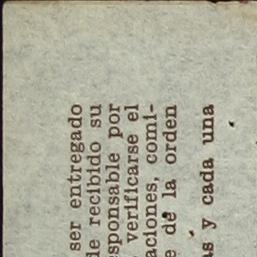 ser entregado
de recibido su
esponsable por
verificarse el
aciones, comi-
e de la orden
as y cada una